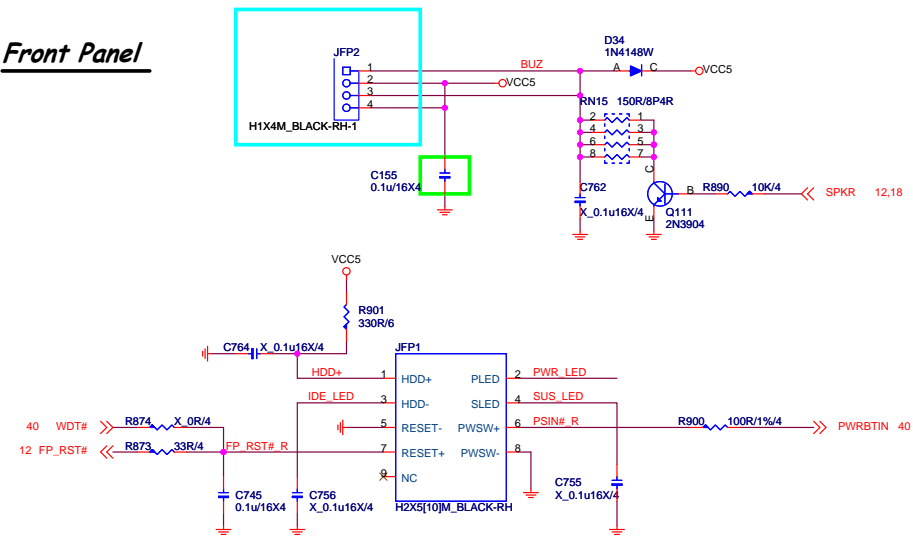 Front Panel
JFP2
1
2
3
4
H1X4M_BLACK-RH-1
BUZ
VCC5
D34
1N4148W
A
C
VCC5
RN15 150R/8P4R
2 1
4 3
6 5
8 7
C155
0.1u/16X4
C762
X_0.1u16X/4
C
B
E
Q111
2N3904
R890 10K/4
SPKR 12,18
VCC5
R901
330R/6
C764 X_0.1u16X/4
JFP1
HDD+ 1 HDD+ PLED 2 PWR_LED
IDE_LED 3 HDD- SLED 4 SUS_LED
5 RESET- PWSW+ 6 PSIN#_R R900 100R/1%/4 PWRBTIN 40
40 WDT# R874 X_0R/4
12 FP_RST# R873 33R/4 FP_RST#_R 7 RESET+ PWSW- 8
9 NC
C745
0.1u/16X4
C756
X_0.1u16X/4
H2X5[10]M_BLACK-RH
C755
X_0.1u16X/4